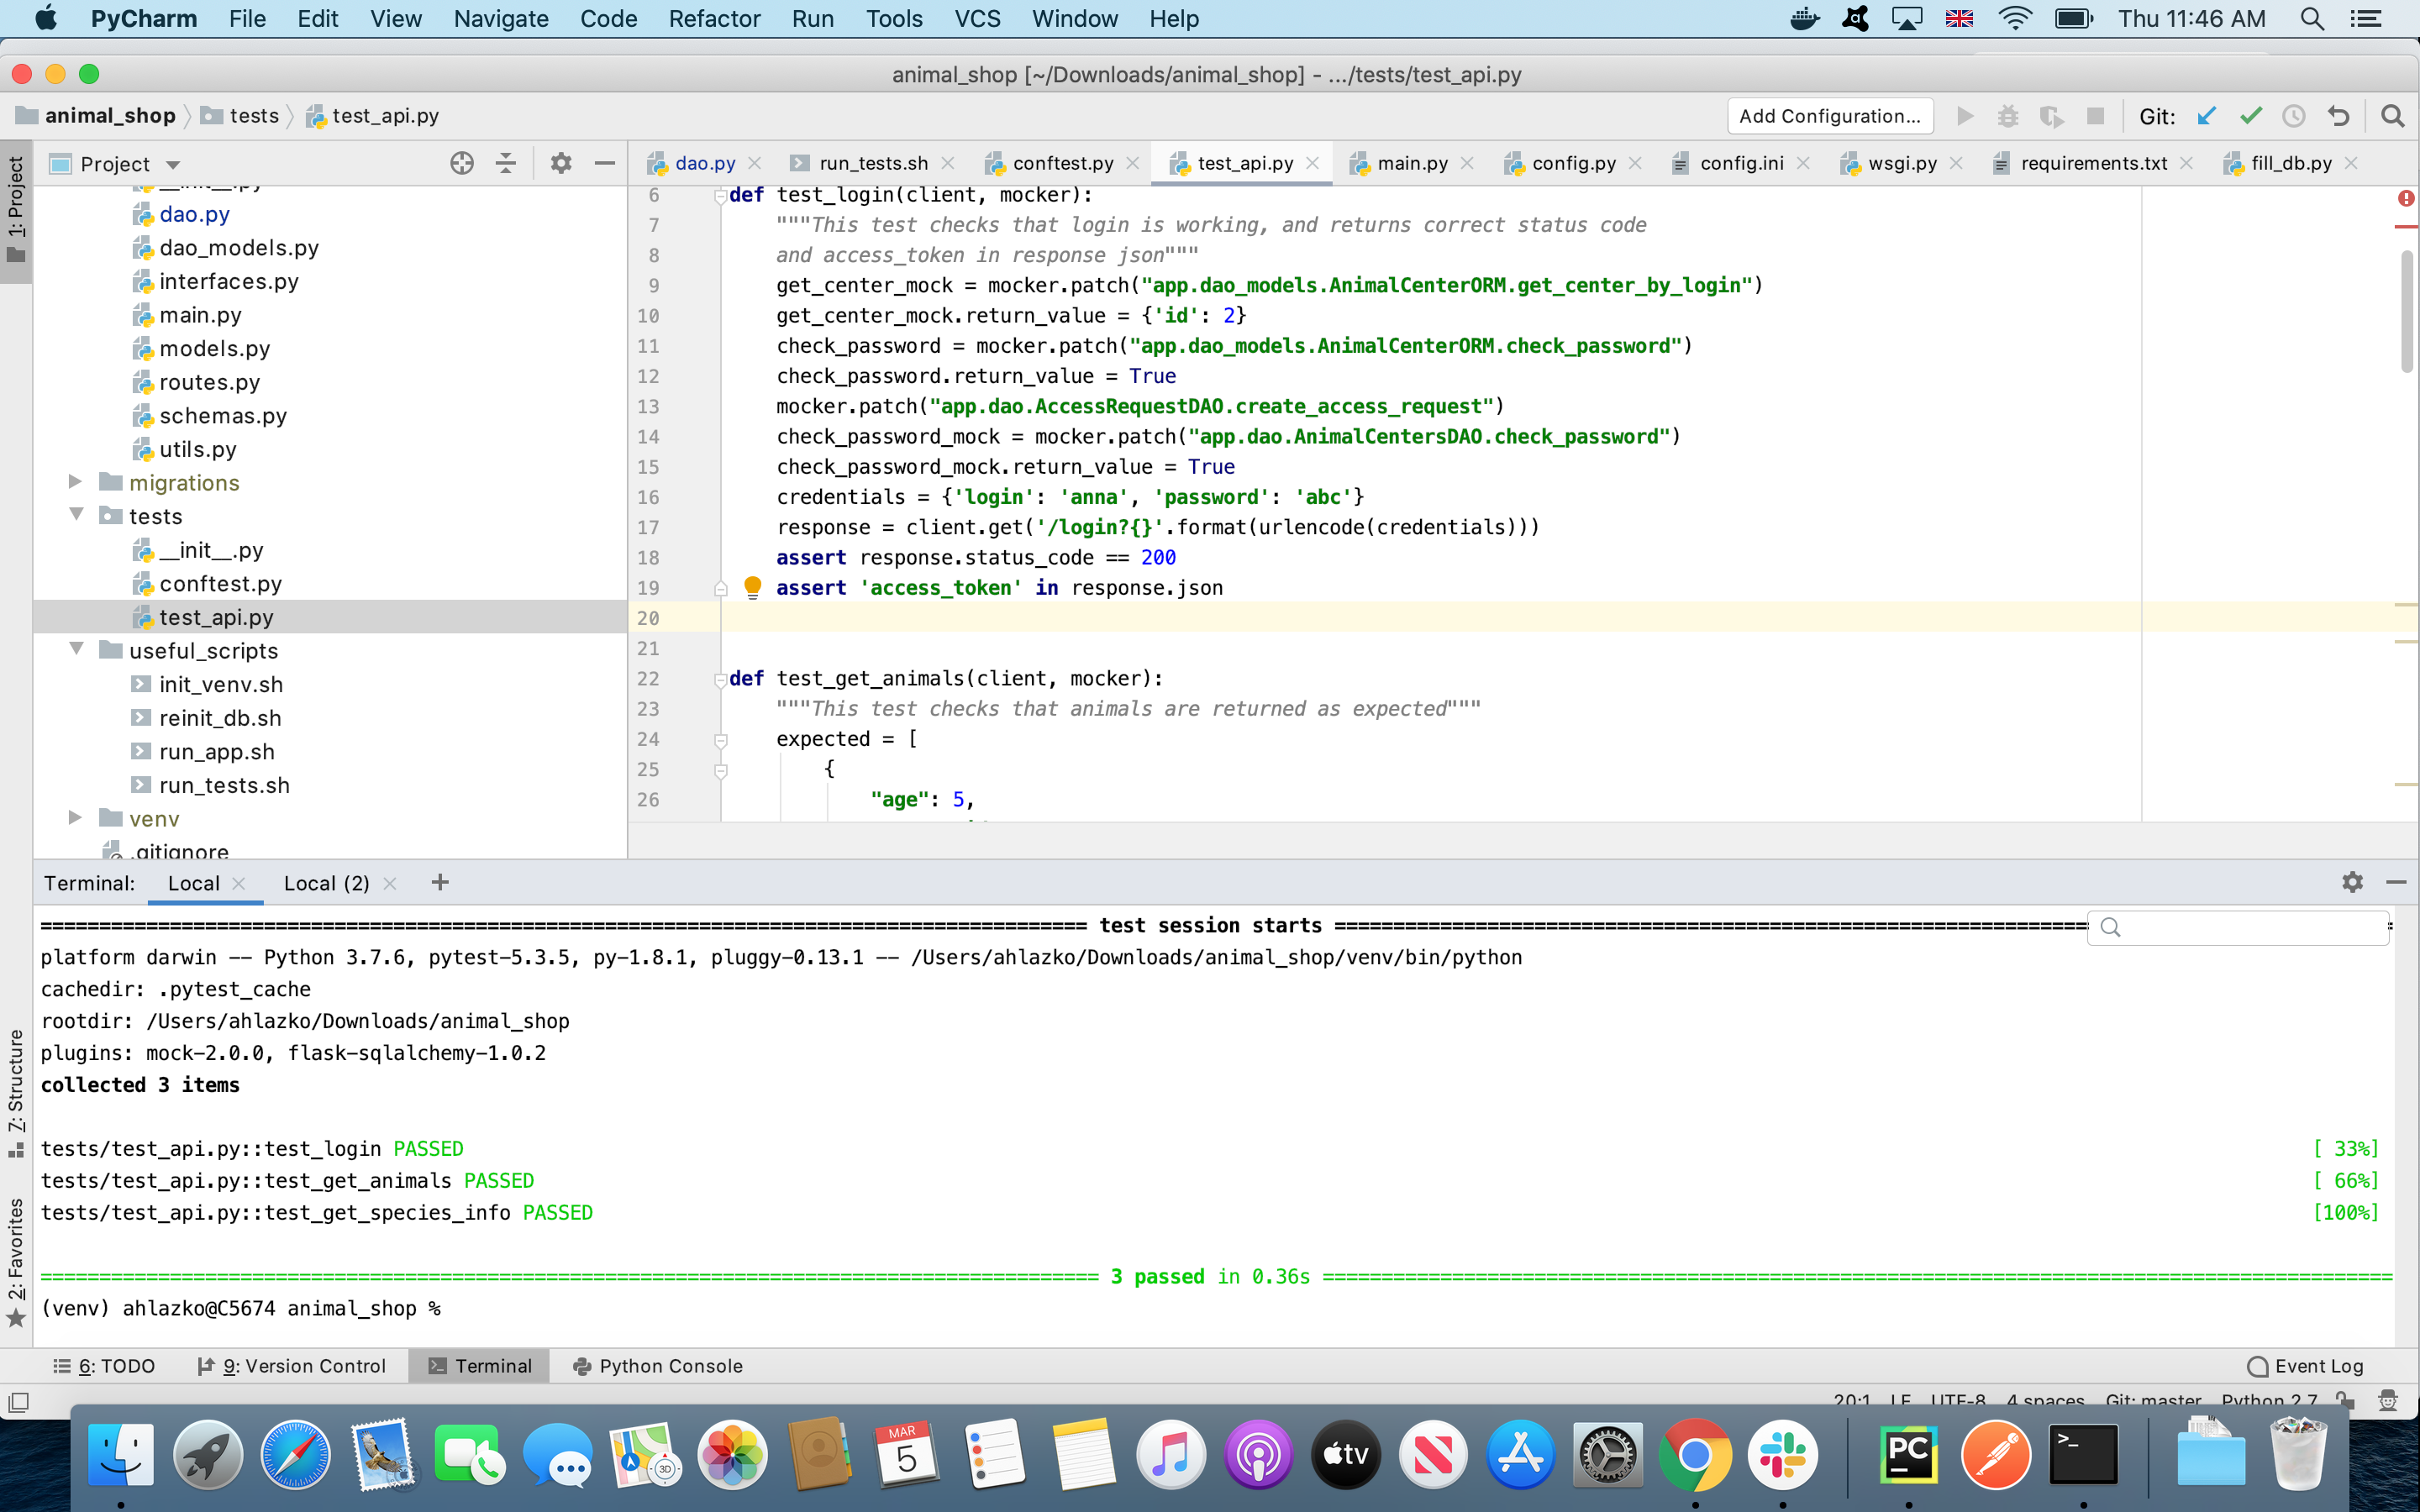 PyCharm File Edit View Navigate Code Refactor Run Tools VCS Window Help Thu 11:46 AM
animal_shop [~/Downloads/animal_shop] - .../tests/test_api.py
animal_shop tests test_api.py Add Configuration... Git:
1: Project
7: Structure
2: Favorites
Project
__init__.py
dao.py
dao_models.py
interfaces.py
main.py
models.py
routes.py
schemas.py
utils.py
migrations
tests
__init__.py
conftest.py
test_api.py
useful_scripts
init_venv.sh
reinit_db.sh
run_app.sh
run_tests.sh
venv
.gitignore
dao.py run_tests.sh conftest.py test_api.py main.py config.py config.ini wsgi.py requirements.txt fill_db.py
6 def test_login(client, mocker):
7 """This test checks that login is working, and returns correct status code
8 and access_token in response json"""
9 get_center_mock = mocker.patch("app.dao_models.AnimalCenterORM.get_center_by_login")
10 get_center_mock.return_value = {'id': 2}
11 check_password = mocker.patch("app.dao_models.AnimalCenterORM.check_password")
12 check_password.return_value = True
13 mocker.patch("app.dao.AccessRequestDAO.create_access_request")
14 check_password_mock = mocker.patch("app.dao.AnimalCentersDAO.check_password")
15 check_password_mock.return_value = True
16 credentials = {'login': 'anna', 'password': 'abc'}
17 response = client.get('/login?{}'.format(urlencode(credentials)))
18 assert response.status_code == 200
19 assert 'access_token' in response.json
20
21
22 def test_get_animals(client, mocker):
23 """This test checks that animals are returned as expected"""
24 expected = [
25 {
26 "age": 5,
Terminal: Local Local (2) +
test session starts
platform darwin -- Python 3.7.6, pytest-5.3.5, py-1.8.1, pluggy-0.13.1 -- /Users/ahlazko/Downloads/animal_shop/venv/bin/python
cachedir: .pytest_cache
rootdir: /Users/ahlazko/Downloads/animal_shop
plugins: mock-2.0.0, flask-sqlalchemy-1.0.2
collected 3 items
tests/test_api.py::test_login PASSED [ 33%]
tests/test_api.py::test_get_animals PASSED [ 66%]
tests/test_api.py::test_get_species_info PASSED [100%]
3 passed in 0.36s
(venv) ahlazko@C5674 animal_shop %
6: TODO 9: Version Control Terminal Python Console Event Log
20:1 LF UTF-8 4 spaces Git: master Python 2.7
MAR
5
3D
tv
PC
>_